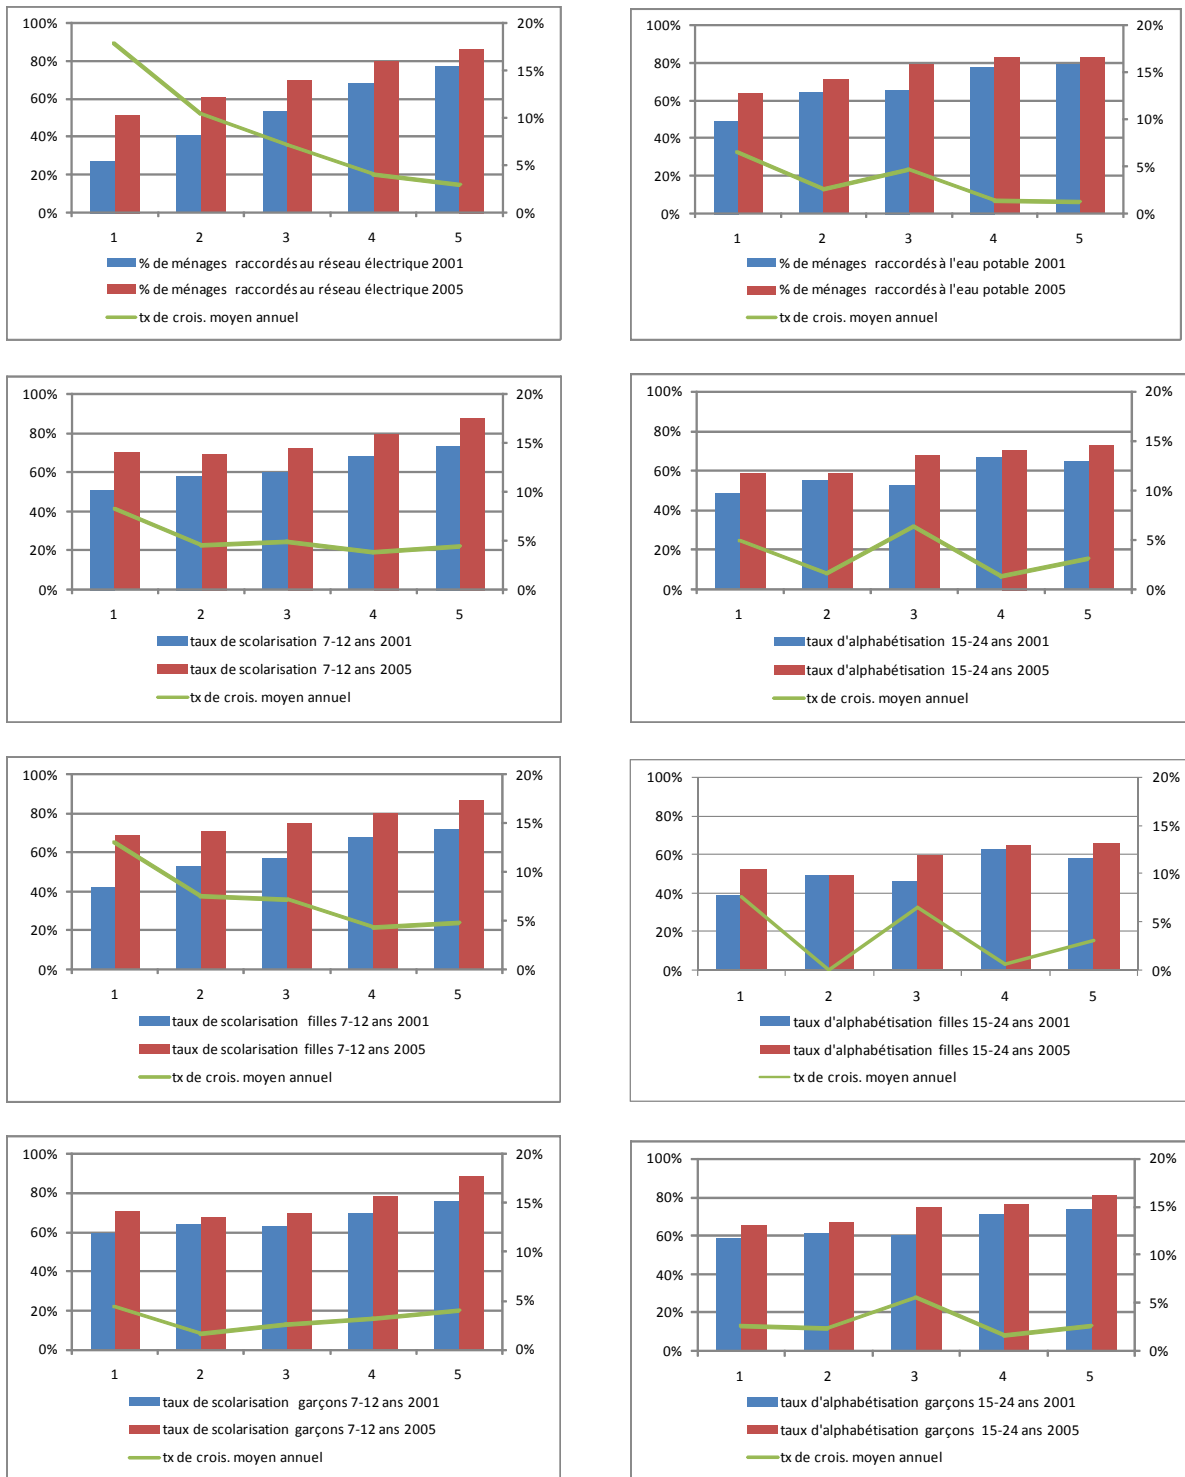 100%
80%
60%
40%
20%
0%
20%
15%
10%
5%
0%
1 2 3 4 5
% de ménages raccordés au réseau électrique 2001
% de ménages raccordés au réseau électrique 2005
tx de crois. moyen annuel
100%
80%
60%
40%
20%
0%
20%
15%
10%
5%
0%
1 2 3 4 5
% de ménages raccordés à l'eau potable 2001
% de ménages raccordés à l'eau potable 2005
tx de crois. moyen annuel
100%
80%
60%
40%
20%
0%
20%
15%
10%
5%
0%
1 2 3 4 5
taux de scolarisation 7-12 ans 2001
taux de scolarisation 7-12 ans 2005
tx de crois. moyen annuel
100%
80%
60%
40%
20%
0%
20%
15%
10%
5%
0%
1 2 3 4 5
taux d'alphabétisation 15-24 ans 2001
taux d'alphabétisation 15-24 ans 2005
tx de crois. moyen annuel
100%
80%
60%
40%
20%
0%
20%
15%
10%
5%
0%
1 2 3 4 5
taux de scolarisation filles 7-12 ans 2001
taux de scolarisation filles 7-12 ans 2005
tx de crois. moyen annuel
100%
80%
60%
40%
20%
0%
20%
15%
10%
5%
0%
1 2 3 4 5
taux d'alphabétisation filles 15-24 ans 2001
taux d'alphabétisation filles 15-24 ans 2005
tx de crois. moyen annuel
100%
80%
60%
40%
20%
0%
20%
15%
10%
5%
0%
1 2 3 4 5
taux de scolarisation garçons 7-12 ans 2001
taux de scolarisation garçons 7-12 ans 2005
tx de crois. moyen annuel
100%
80%
60%
40%
20%
0%
20%
15%
10%
5%
0%
1 2 3 4 5
taux d'alphabétisation garçons 15-24 ans 2001
taux d'alphabétisation garçons 15-24 ans 2005
tx de crois. moyen annuel